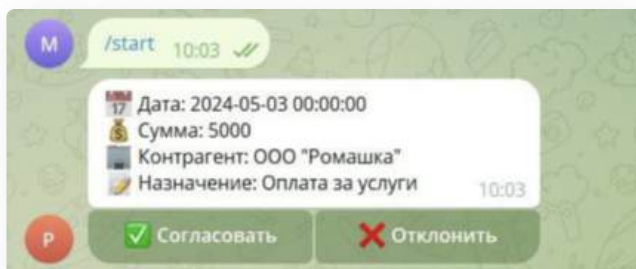 М
/start 10:03
17 Дата: 2024-05-03 00:00:00
Сумма: 5000
Контрагент: ООО "Ромашка"
Назначение: Оплата за услуги 10:03
Р
Согласовать
Отклонить